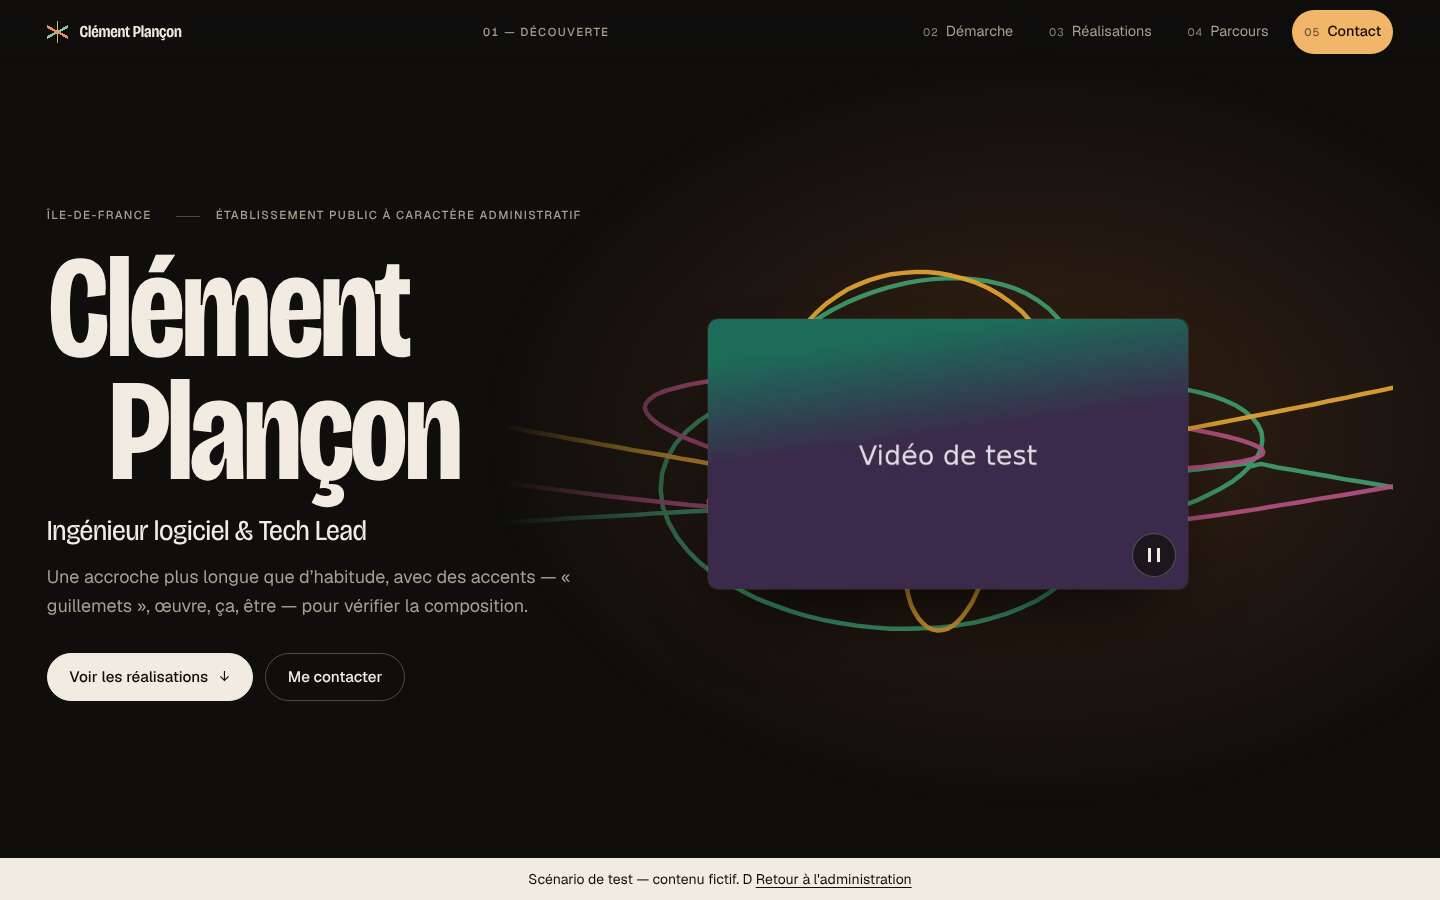 Clément Plançon
01 — DÉCOUVERTE
02 Démarche
03 Réalisations
04 Parcours
05 Contact
ÎLE-DE-FRANCE — ÉTABLISSEMENT PUBLIC À CARACTÈRE ADMINISTRATIF
Clément
Plançon
Ingénieur logiciel & Tech Lead
Une accroche plus longue que d’habitude, avec des accents — «
guillemets », œuvre, ça, être — pour vérifier la composition.
Voir les réalisations ↓
Me contacter
Vidéo de test
Scénario de test — contenu fictif. D Retour à l'administration